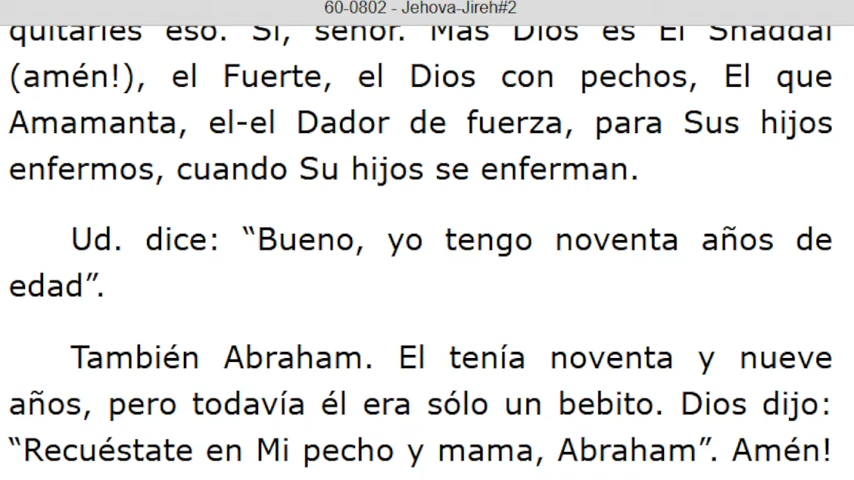 60-0802 - Jehova-Jireh#2
quitarles eso. Sí, señor. Mas Dios es El Shaddai
(amén!), el Fuerte, el Dios con pechos, El que
Amamanta, el-el Dador de fuerza, para Sus hijos
enfermos, cuando Su hijos se enferman.
Ud. dice: “Bueno, yo tengo noventa años de
edad”.
También Abraham. El tenía noventa y nueve
años, pero todavía él era sólo un bebito. Dios dijo:
“Recuéstate en Mi pecho y mama, Abraham”. Amén!